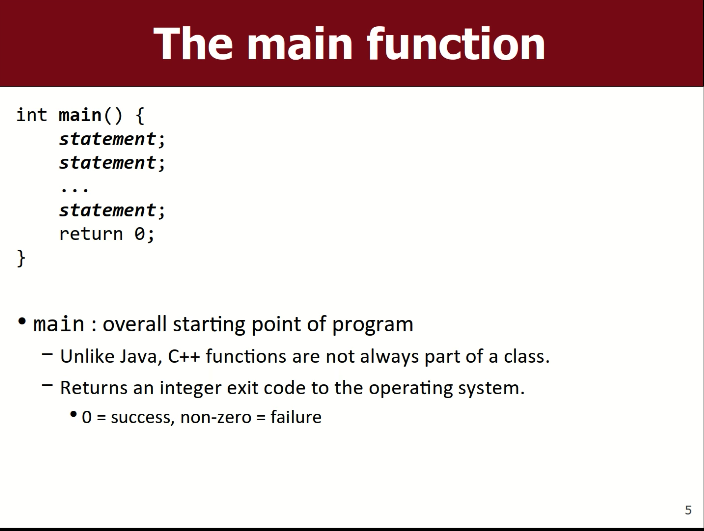 The main function
int main() {
    statement;
    statement;
    ...
    statement;
    return 0;
}
• main : overall starting point of program
– Unlike Java, C++ functions are not always part of a class.
– Returns an integer exit code to the operating system.
• 0 = success, non-zero = failure
5